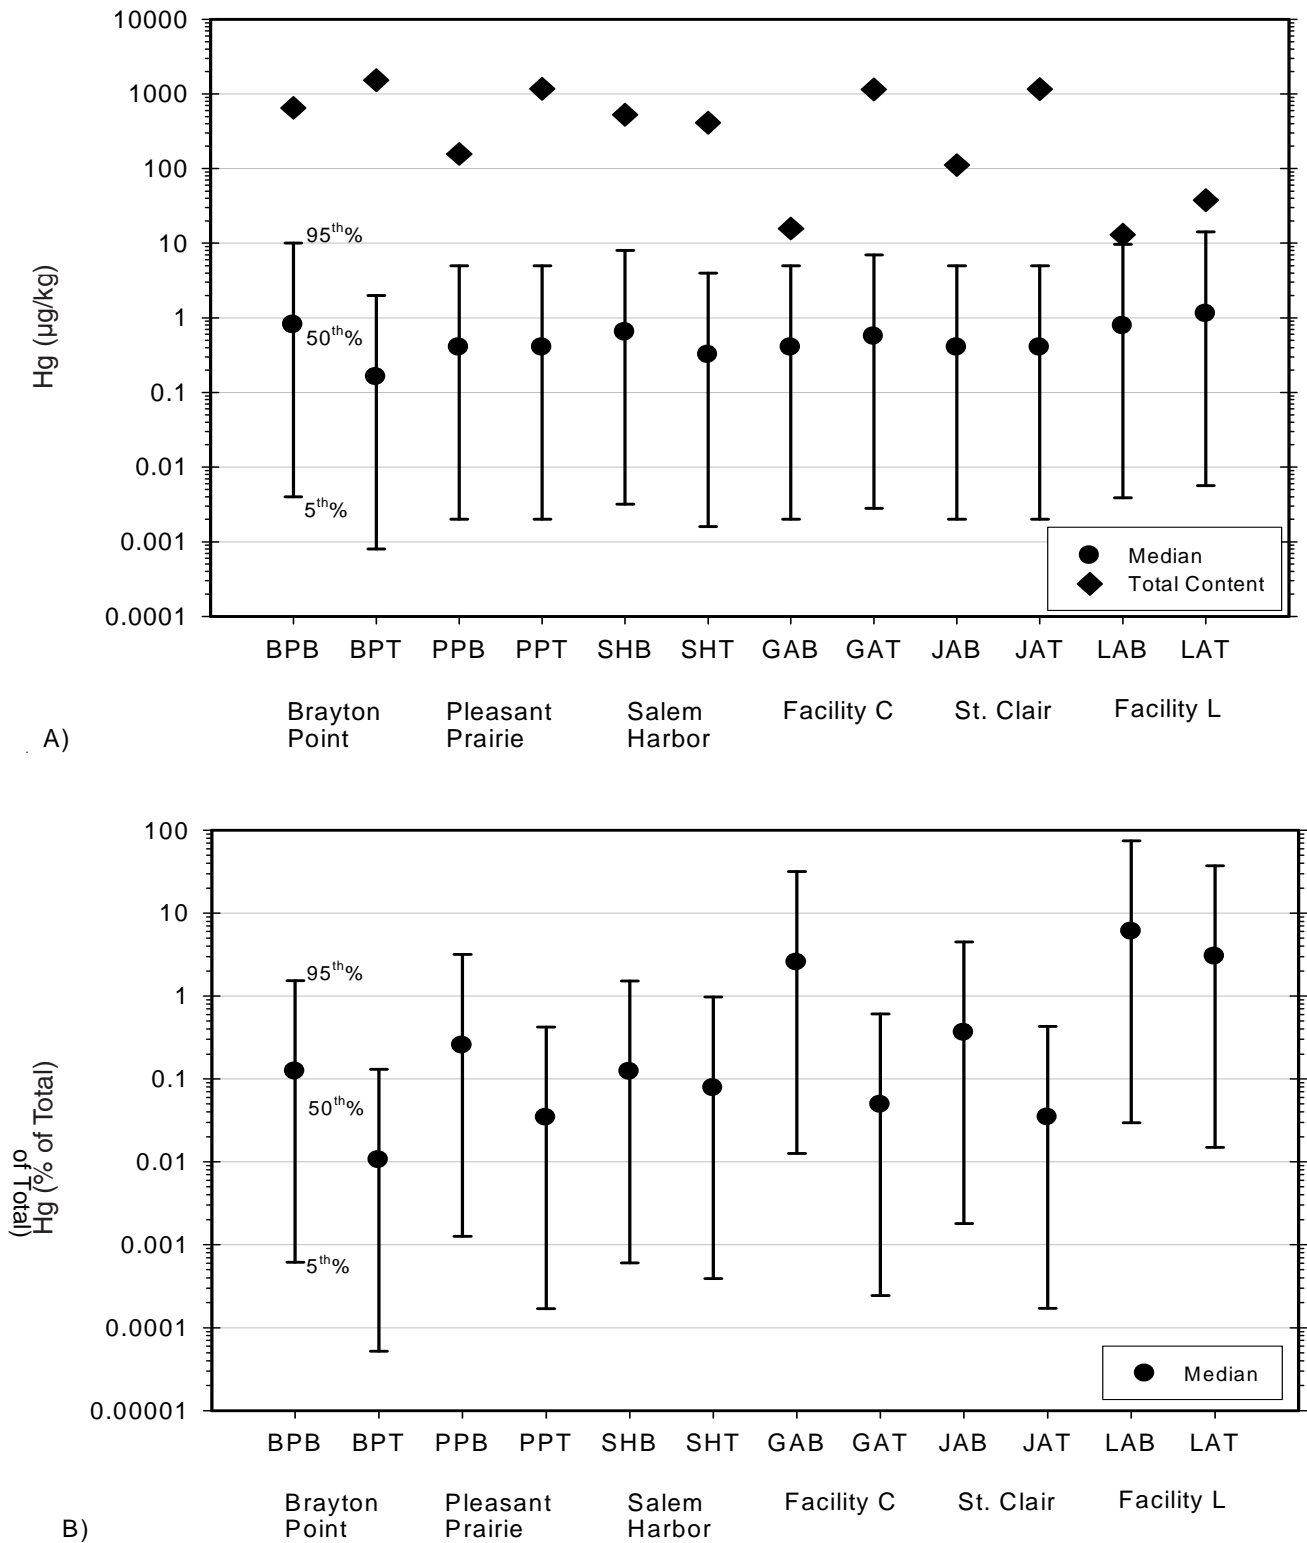 10000
1000
100
10
1
0.1
0.01
0.001
0.0001
Hg (µg/kg)
95th%
50th%
5th%
Median
Total Content
BPB BPT PPB PPT SHB SHT GAB GAT JAB JAT LAB LAT
Brayton Point
Pleasant Prairie
Salem Harbor
Facility C
St. Clair
Facility L
A)
100
10
1
0.1
0.01
0.001
0.0001
0.00001
Hg (% of Total)
of Total)
95th%
50th%
5th%
Median
BPB BPT PPB PPT SHB SHT GAB GAT JAB JAT LAB LAT
Brayton Point
Pleasant Prairie
Salem Harbor
Facility C
St. Clair
Facility L
B)